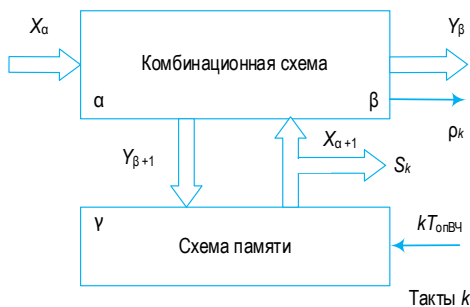 Xα
Yβ
Комбинационная схема
α
β
ρk
Yβ+1
Xα+1
Sk
γ
Схема памяти
kTопВЧ
Такты k